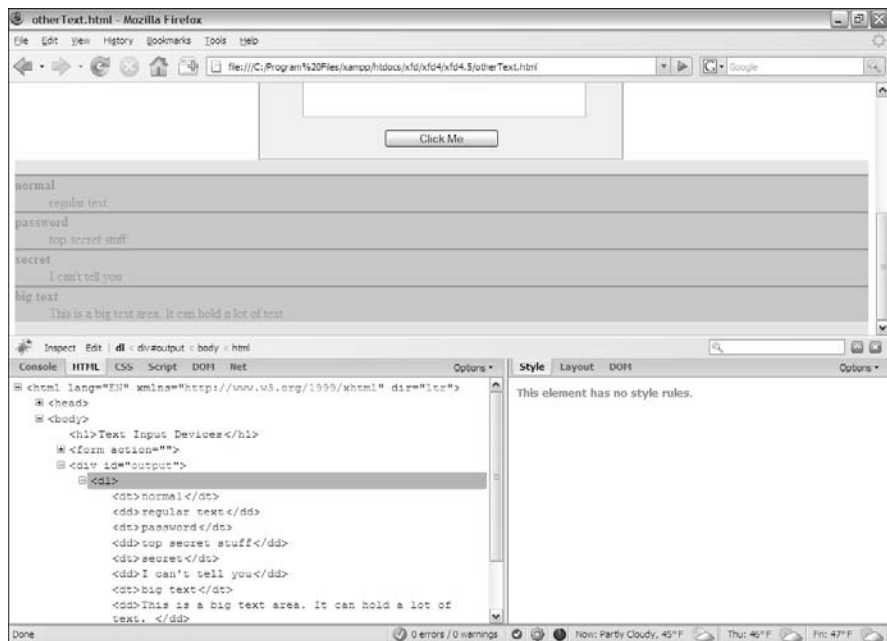 otherText.html - Mozilla Firefox
File Edit View History Bookmarks Tools Help
file:///C:/Program%20Files/xampp/htdocs/xfd/xfd4/xfd4.5/otherText.html
G Google
Click Me
normal
regular text
password
top secret stuff
secret
I can't tell you
big text
This is a big text area. It can hold a lot of text.
Inspect Edit dl < div#output < body < html
Console HTML CSS Script DOM Net Options
Style Layout DOM Options
<html lang="EN" xmlns="http://www.w3.org/1999/xhtml" dir="ltr">
<head>
<body>
<h1>Text Input Devices</h1>
<form action="">
<div id="output">
<dl>
<dt>normal</dt>
<dd>regular text</dd>
<dt>password</dt>
<dd>top secret stuff</dd>
<dt>secret</dt>
<dd>I can't tell you</dd>
<dt>big text</dt>
<dd>This is a big text area. It can hold a lot of
text. </dd>
This element has no style rules.
Done
0 errors / 0 warnings
Now: Partly Cloudy, 45° F
Thu: 46° F
Fri: 47° F